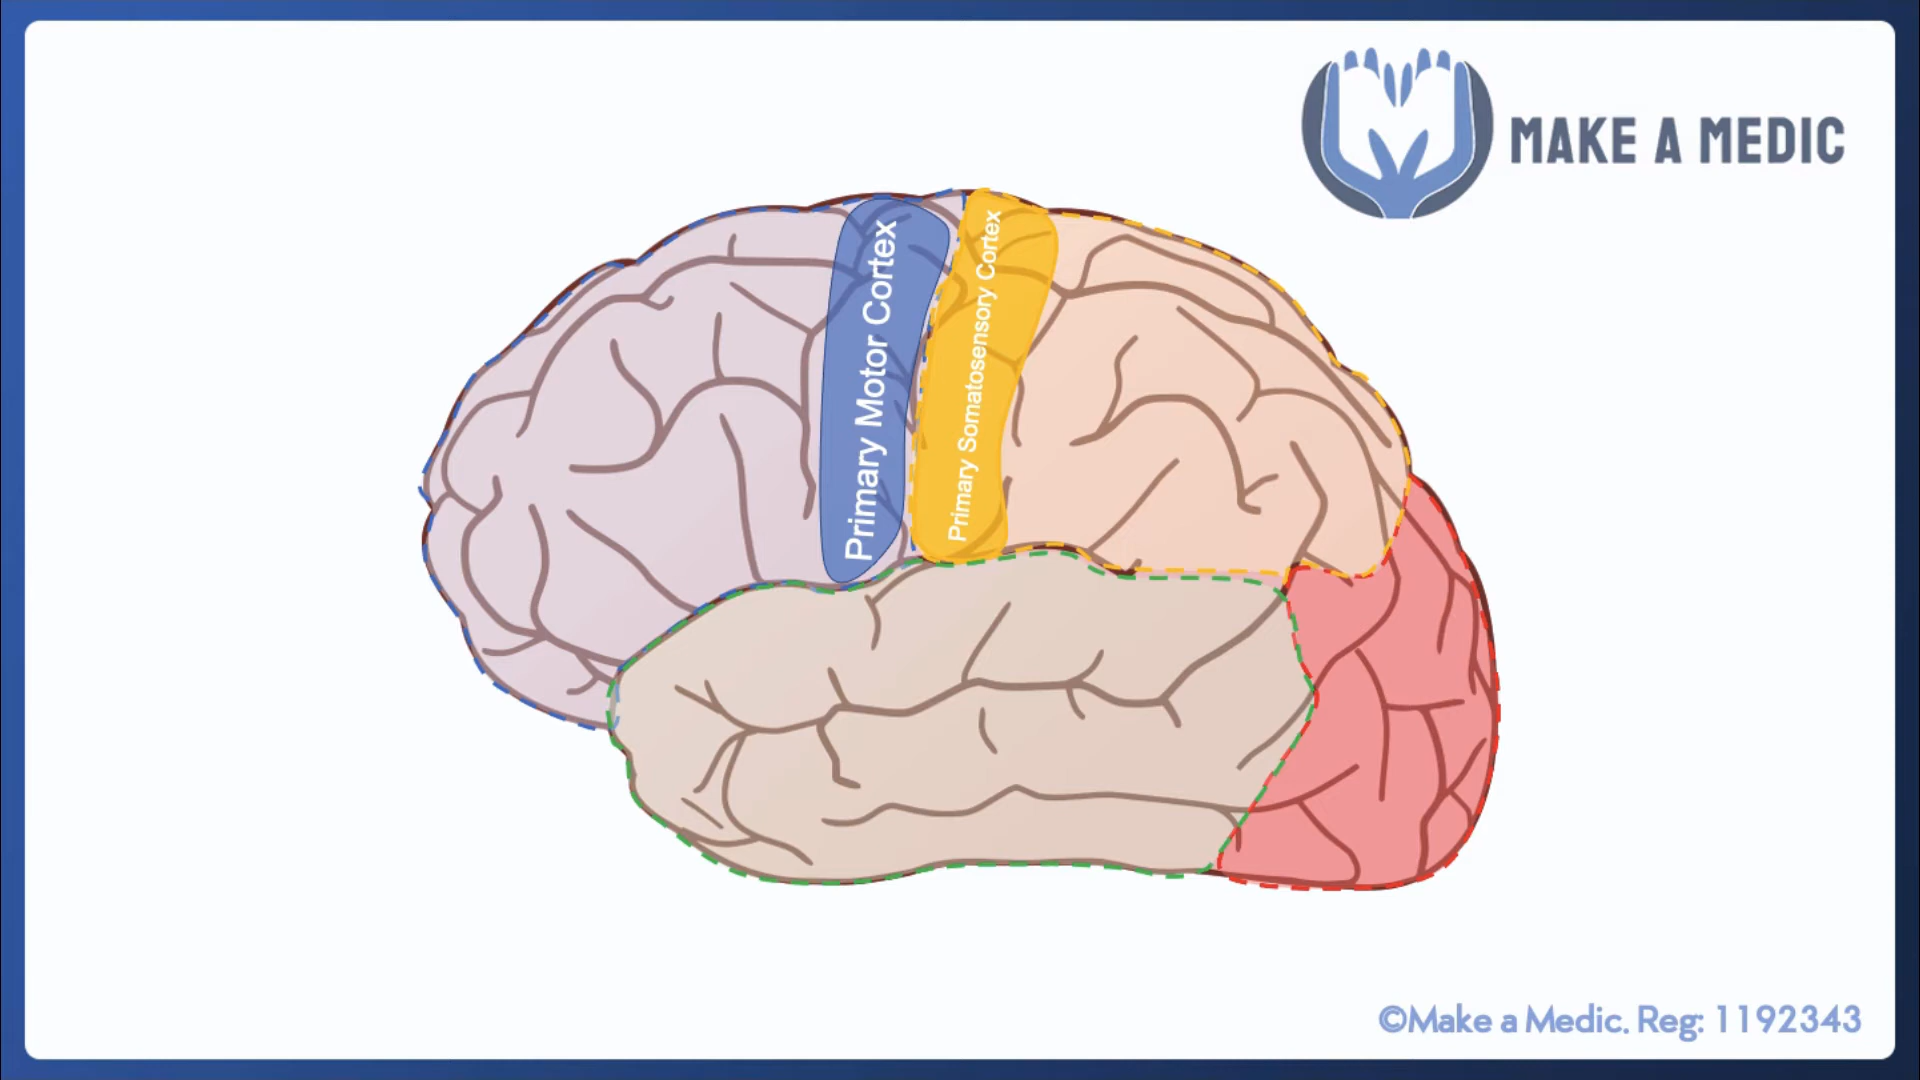 MAKE A MEDIC
Primary Motor Cortex
Primary Somatosensory Cortex
©Make a Medic. Reg: 1192343